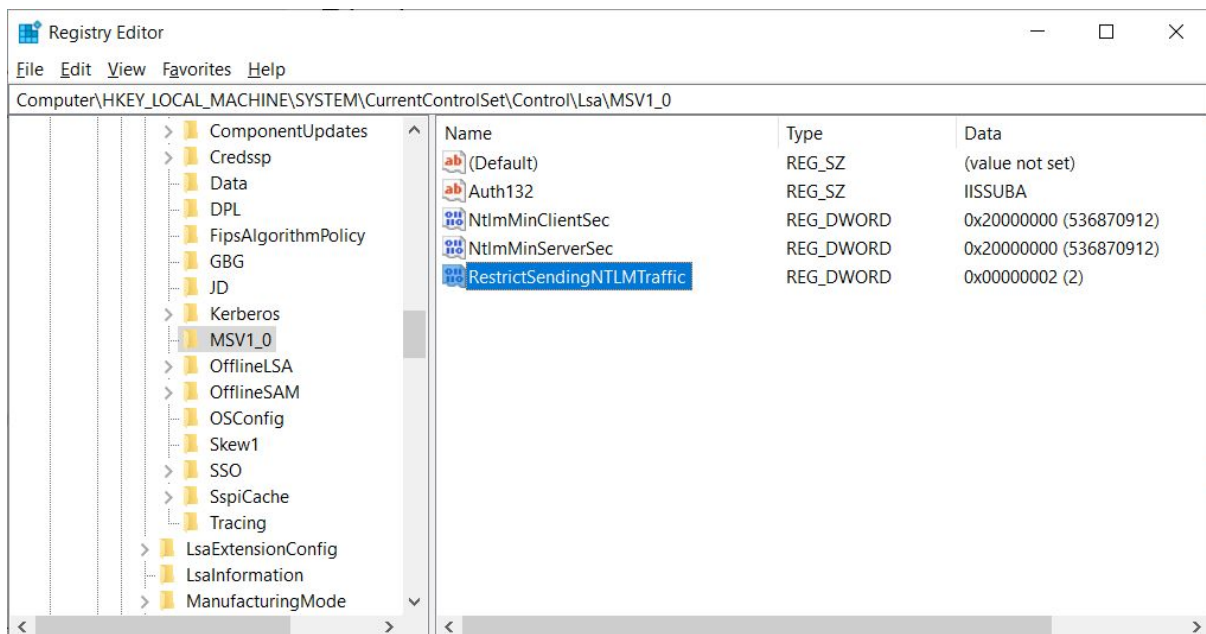 Registry Editor
File Edit View Favorites Help
Computer\HKEY_LOCAL_MACHINE\SYSTEM\CurrentControlSet\Control\Lsa\MSV1_0
ComponentUpdates
Credssp
Data
DPL
FipsAlgorithmPolicy
GBG
JD
Kerberos
MSV1_0
OfflineLSA
OfflineSAM
OSConfig
Skew1
SSO
SspiCache
Tracing
LsaExtensionConfig
LsaInformation
ManufacturingMode
Name Type Data
(Default) REG_SZ (value not set)
Auth132 REG_SZ IISSUBA
NtlmMinClientSec REG_DWORD 0x20000000 (536870912)
NtlmMinServerSec REG_DWORD 0x20000000 (536870912)
RestrictSendingNTLMTraffic REG_DWORD 0x00000002 (2)